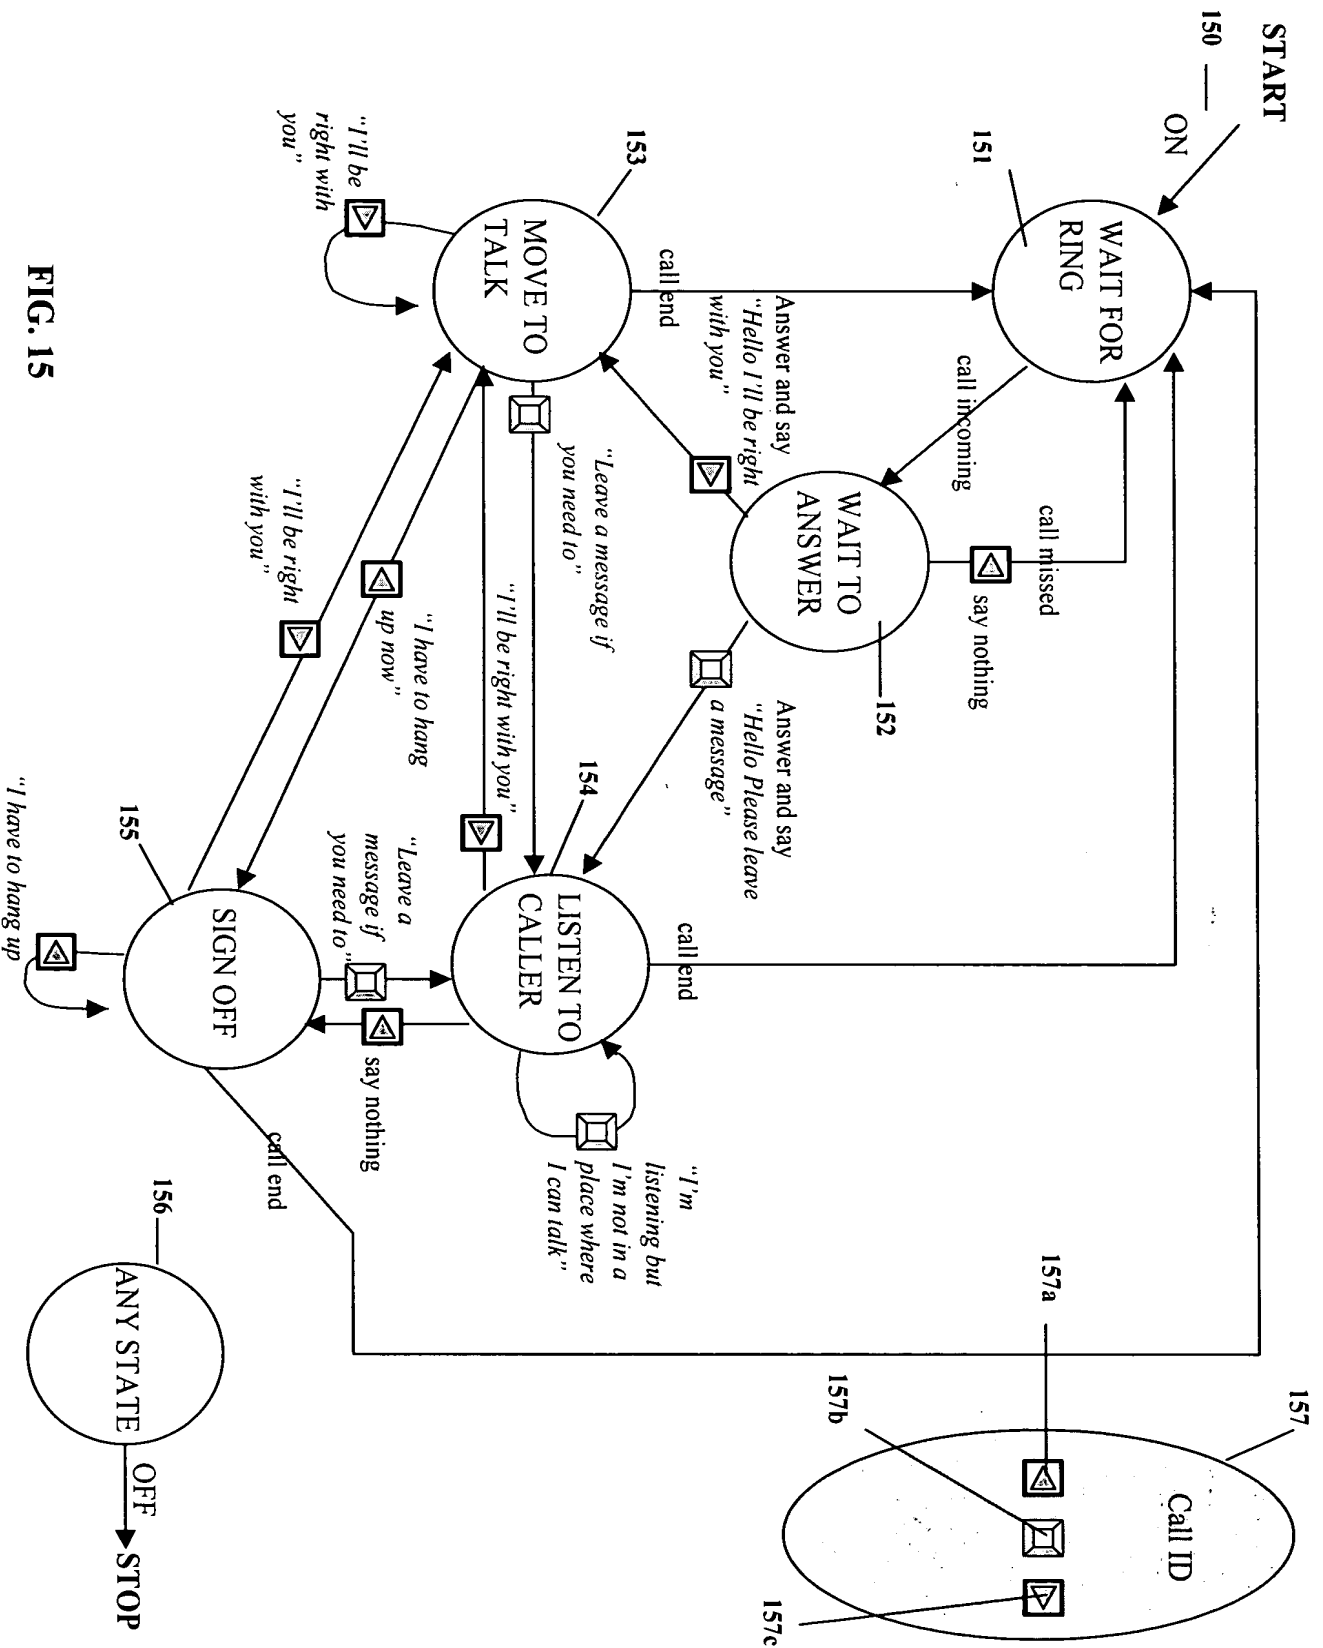 START
150
ON
151
WAIT FOR
RING
call incoming
call missed
say nothing
WAIT TO
ANSWER
152
Answer and say
"Hello I'll be right
with you"
Answer and say
"Hello Please leave
a message"
call end
153
MOVE TO
TALK
"I'll be
right with
you"
"Leave a message if
you need to"
"I'll be right with you"
154
LISTEN TO
CALLER
call end
"I'm
listening but
I'm not in a
place where
I can talk"
"I have to hang
up now"
"I'll be right
with you"
"Leave a
message if
you need to"
say nothing
155
SIGN OFF
"I have to hang up
call end
156
ANY STATE
OFF
STOP
157
Call ID
157a
157b
157c
FIG. 15